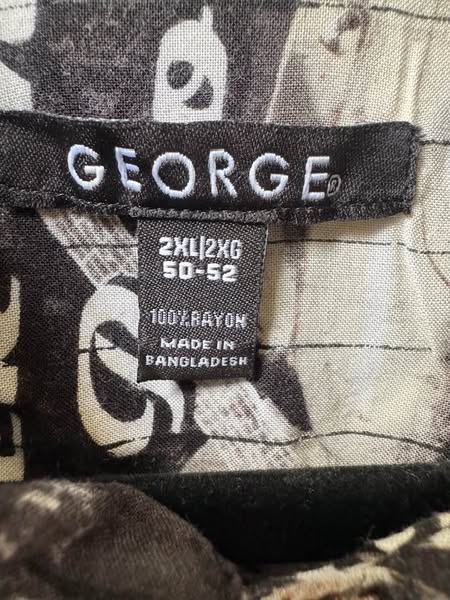 GEORGE®
2XL|2XG
50-52
100% RAYON
MADE IN
BANGLADESH